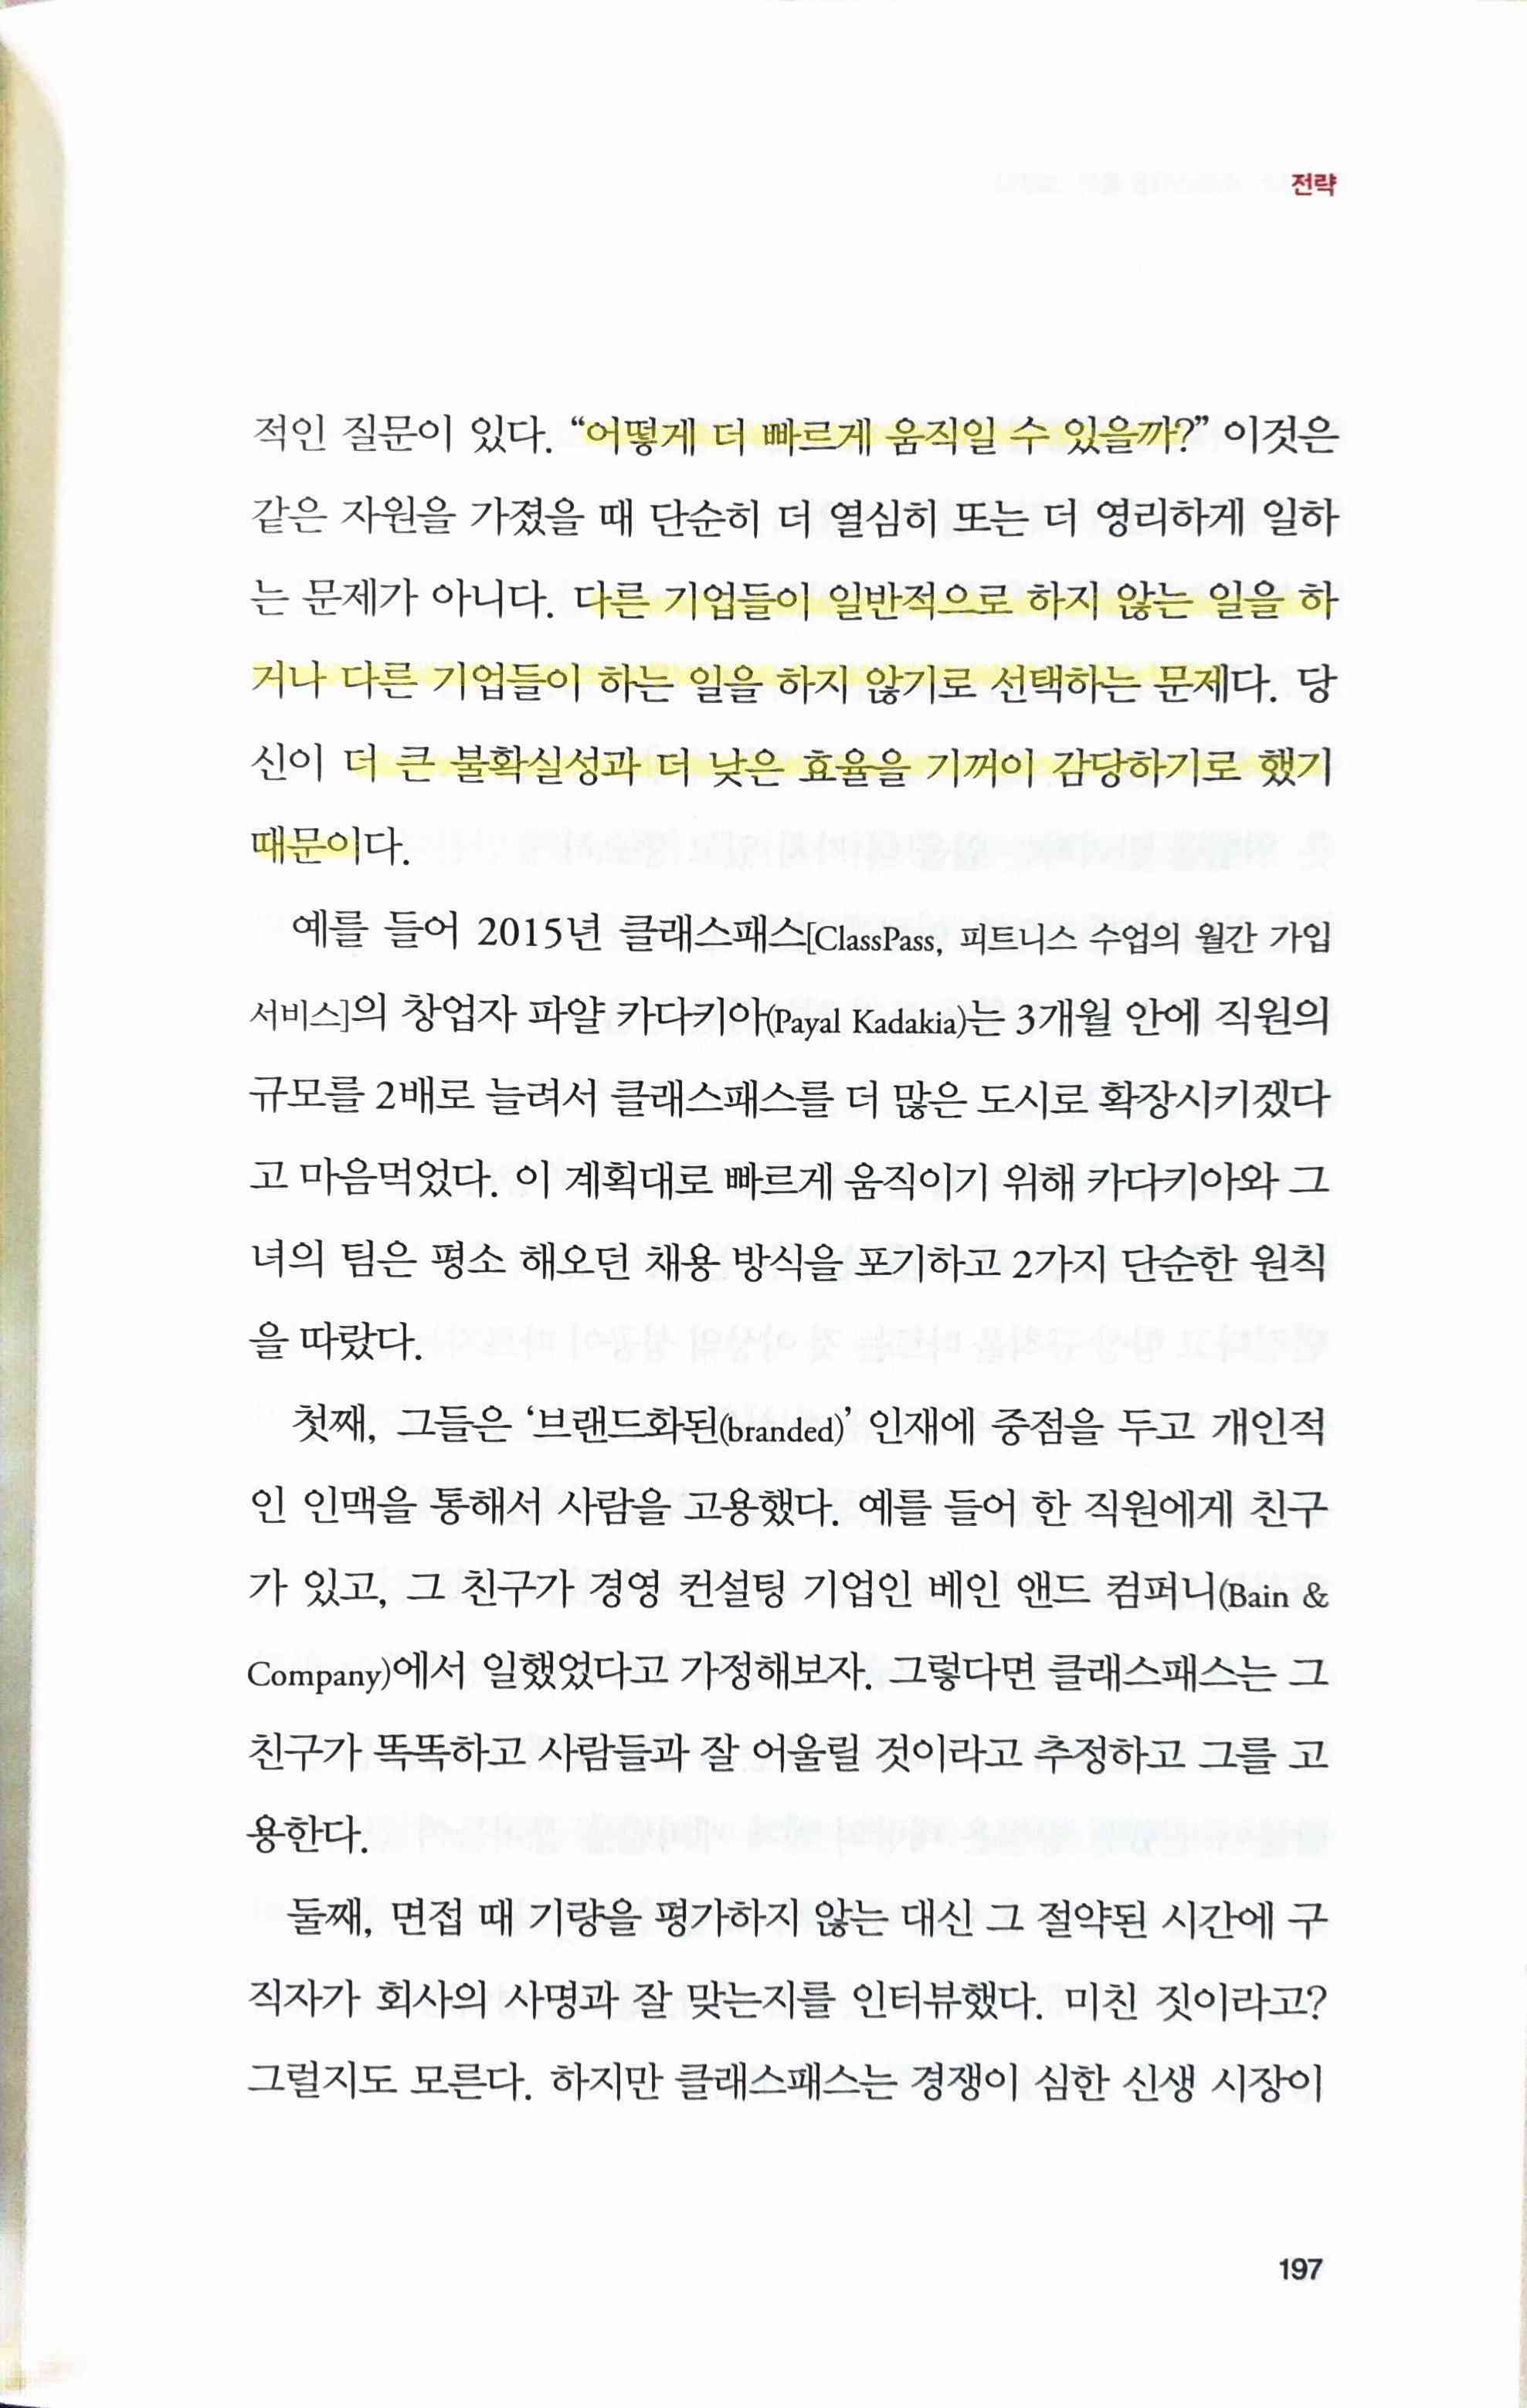 전략
적인 질문이 있다. “어떻게 더 빠르게 움직일 수 있을까?” 이것은
같은 자원을 가졌을 때 단순히 더 열심히 또는 더 영리하게 일하
는 문제가 아니다. 다른 기업들이 일반적으로 하지 않는 일을 하
거나 다른 기업들이 하는 일을 하지 않기로 선택하는 문제다. 당
신이 더 큰 불확실성과 더 낮은 효율을 기꺼이 감당하기로 했기
때문이다.
예를 들어 2015년 클래스패스[ClassPass, 피트니스 수업의 월간 가입
서비스]의 창업자 파얄 카다키아(Payal Kadakia)는 3개월 안에 직원의
규모를 2배로 늘려서 클래스패스를 더 많은 도시로 확장시키겠다
고 마음먹었다. 이 계획대로 빠르게 움직이기 위해 카다키아와 그
녀의 팀은 평소 해오던 채용 방식을 포기하고 2가지 단순한 원칙
을 따랐다.
첫째, 그들은 ‘브랜드화된(branded)’ 인재에 중점을 두고 개인적
인 인맥을 통해서 사람을 고용했다. 예를 들어 한 직원에게 친구
가 있고, 그 친구가 경영 컨설팅 기업인 베인 앤드 컴퍼니(Bain &
Company)에서 일했었다고 가정해보자. 그렇다면 클래스패스는 그
친구가 똑똑하고 사람들과 잘 어울릴 것이라고 추정하고 그를 고
용한다.
둘째, 면접 때 기량을 평가하지 않는 대신 그 절약된 시간에 구
직자가 회사의 사명과 잘 맞는지를 인터뷰했다. 미친 짓이라고?
그럴지도 모른다. 하지만 클래스패스는 경쟁이 심한 신생 시장이
197